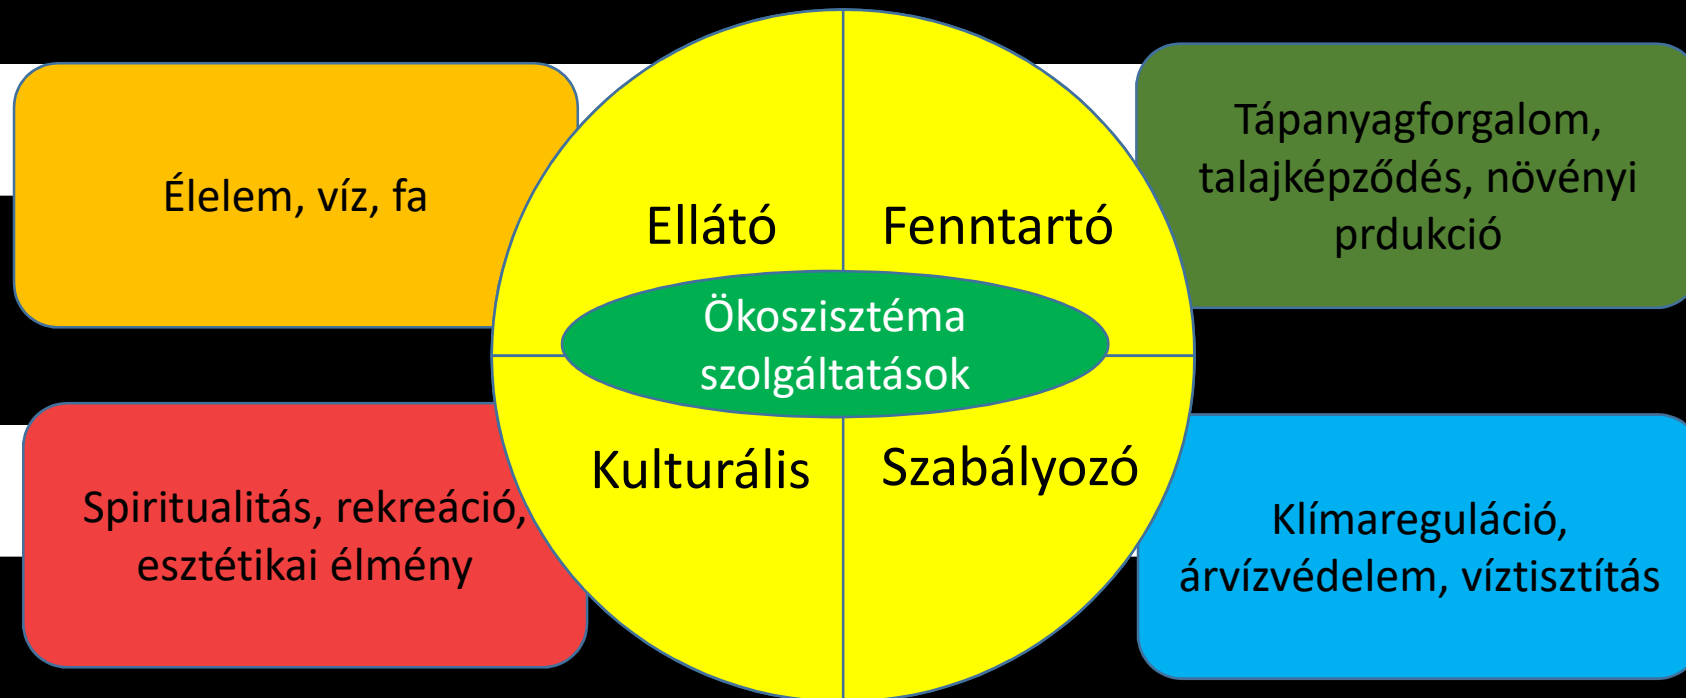 Élelem, víz, fa
Ellátó
Fenntartó
Tápanyagforgalom,
talajképződés, növényi
prdukció
Ökoszisztéma
szolgáltatások
Spiritualitás, rekreáció,
esztétikai élmény
Kulturális
Szabályozó
Klímareguláció,
árvízvédelem, víztisztítás